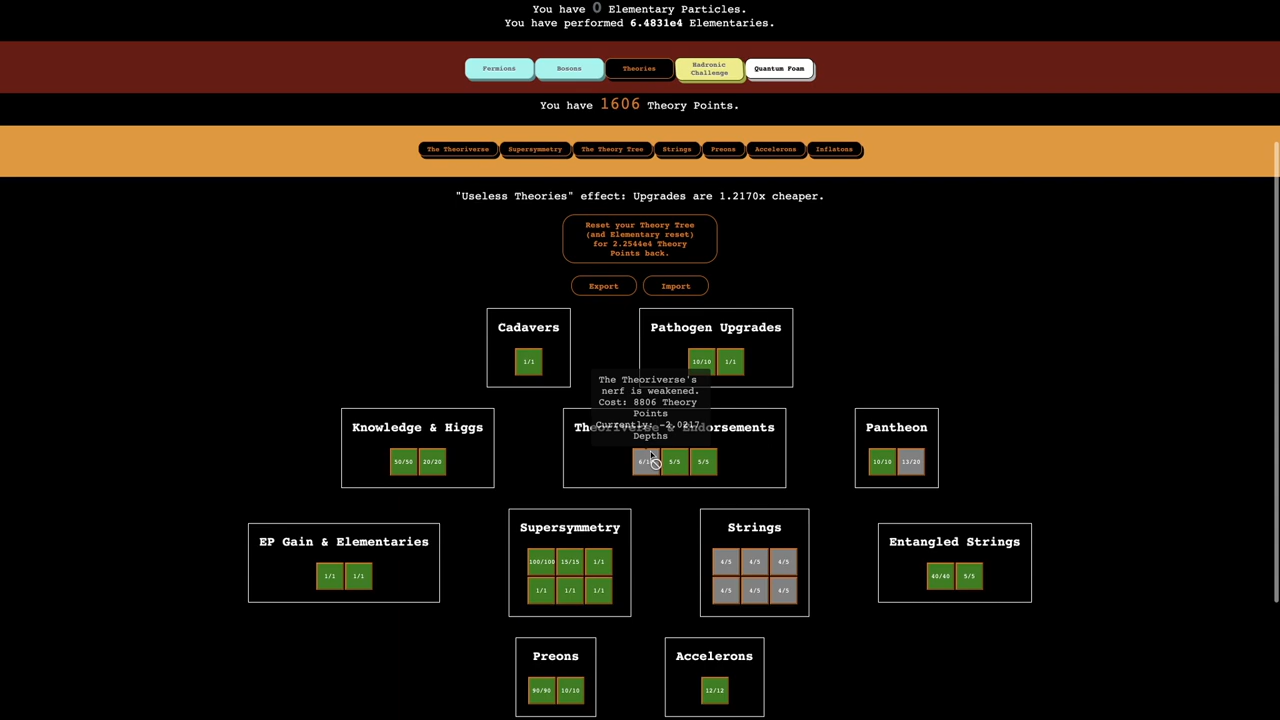 You have 0 Elementary Particles.
You have performed 6.4831e4 Elementaries.
Fermions
Bosons
Theories
Hadronic
Challenge
Quantum Foam
You have 1606 Theory Points.
The Theoriverse
Supersymmetry
The Theory Tree
Strings
Preons
Accelerons
Inflatons
"Useless Theories" effect: Upgrades are 1.2170x cheaper.
Reset your Theory Tree
(and Elementary reset)
for 2.2544e4 Theory
Points back.
Export
Import
Cadavers
1/1
Pathogen Upgrades
10/10 1/1
The Theoriverse's
nerf is weakened.
Cost: 8806 Theory
Points
Currently: -2.0217
Depths
Knowledge & Higgs
50/50 20/20
Theoriverse & Endorsements
5/5 5/5
Pantheon
10/10 13/20
EP Gain & Elementaries
1/1 1/1
Supersymmetry
100/100 15/15 1/1
1/1 1/1 1/1
Strings
4/5 4/5 4/5
4/5 4/5 4/5
Entangled Strings
40/40 5/5
Preons
90/90 10/10
Accelerons
12/12